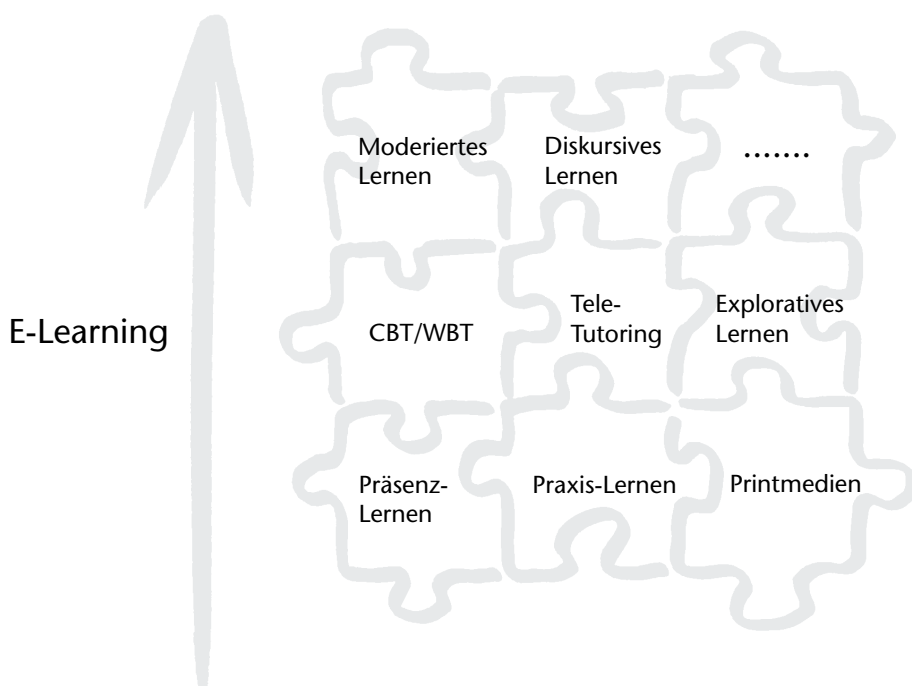 Moderiertes
Lernen
Diskursives
Lernen
.......
E-Learning
CBT/WBT
Tele-
Tutoring
Exploratives
Lernen
Präsenz-
Lernen
Praxis-Lernen
Printmedien